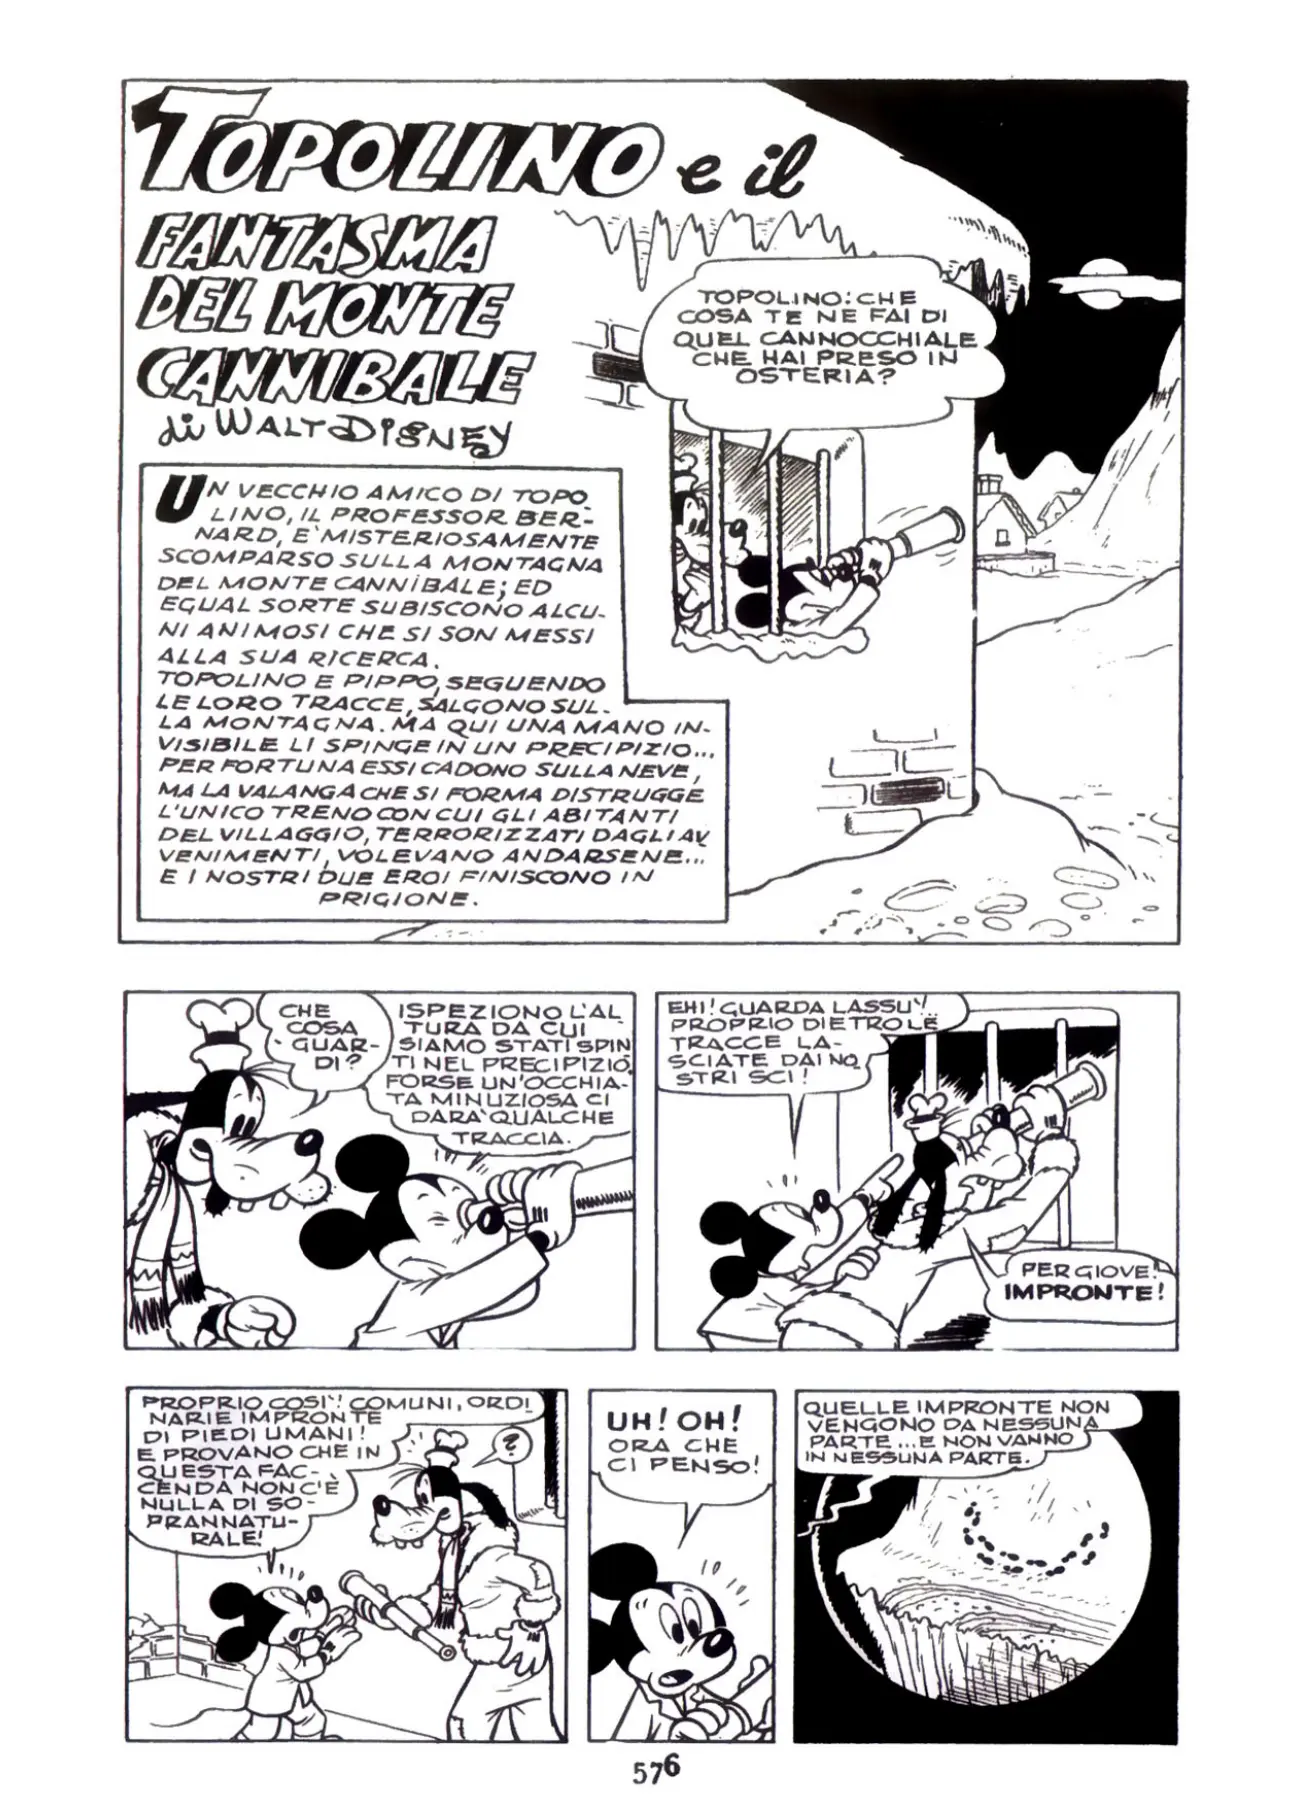 TOPOLINO e il
FANTASMA
DEL MONTE
CANNIBALE
di WALT DISNEY
UN VECCHIO AMICO DI TOPO
LINO, IL PROFESSOR BER-
NARD, E' MISTERIOSAMENTE
SCOMPARSO SULLA MONTAGNA
DEL MONTE CANNIBALE; ED
EGUAL SORTE SUBISCONO ALCU-
NI ANIMOSI CHE SI SON MESSI
ALLA SUA RICERCA.
TOPOLINO E PIPPO, SEGUENDO
LE LORO TRACCE, SALGONO SUL-
LA MONTAGNA. MA QUI UNA MANO IN-
VISIBILE LI SPINGE IN UN PRECIPIZIO...
PER FORTUNA ESSI CADONO SULLA NEVE,
MA LA VALANGA CHE SI FORMA DISTRUGGE
L'UNICO TRENO CON CUI GLI ABITANTI
DEL VILLAGGIO, TERRORIZZATI DAGLI AV
VENIMENTI, VOLEVANO ANDARSENE...
E I NOSTRI DUE EROI FINISCONO IN
PRIGIONE.
TOPOLINO: CHE
COSA TE NE FAI DI
QUEL CANNOCCHIALE
CHE HAI PRESO IN
OSTERIA?
CHE
COSA
GUAR-
DI?
ISPEZIONO L'AL
TURA DA CUI
SIAMO STATI SPIN
TI NEL PRECIPIZIO.
FORSE UN'OCCHIA-
TA MINUZIOSA CI
DARA' QUALCHE
TRACCIA.
EHI! GUARDA LASSU'!
PROPRIO DIETRO LE
TRACCE LA-
SCIATE DAI NO
STRI SCI!
PER GIOVE!
IMPRONTE!
PROPRIO COSI'! COMUNI, ORDI
NARIE IMPRONTE
DI PIEDI UMANI!
E PROVANO CHE IN
QUESTA FAC-
CENDA NON C'E'
NULLA DI SO-
PRANNATU-
RALE!
?
UH! OH!
ORA CHE
CI PENSO!
QUELLE IMPRONTE NON
VENGONO DA NESSUNA
PARTE... E NON VANNO
IN NESSUNA PARTE.
576